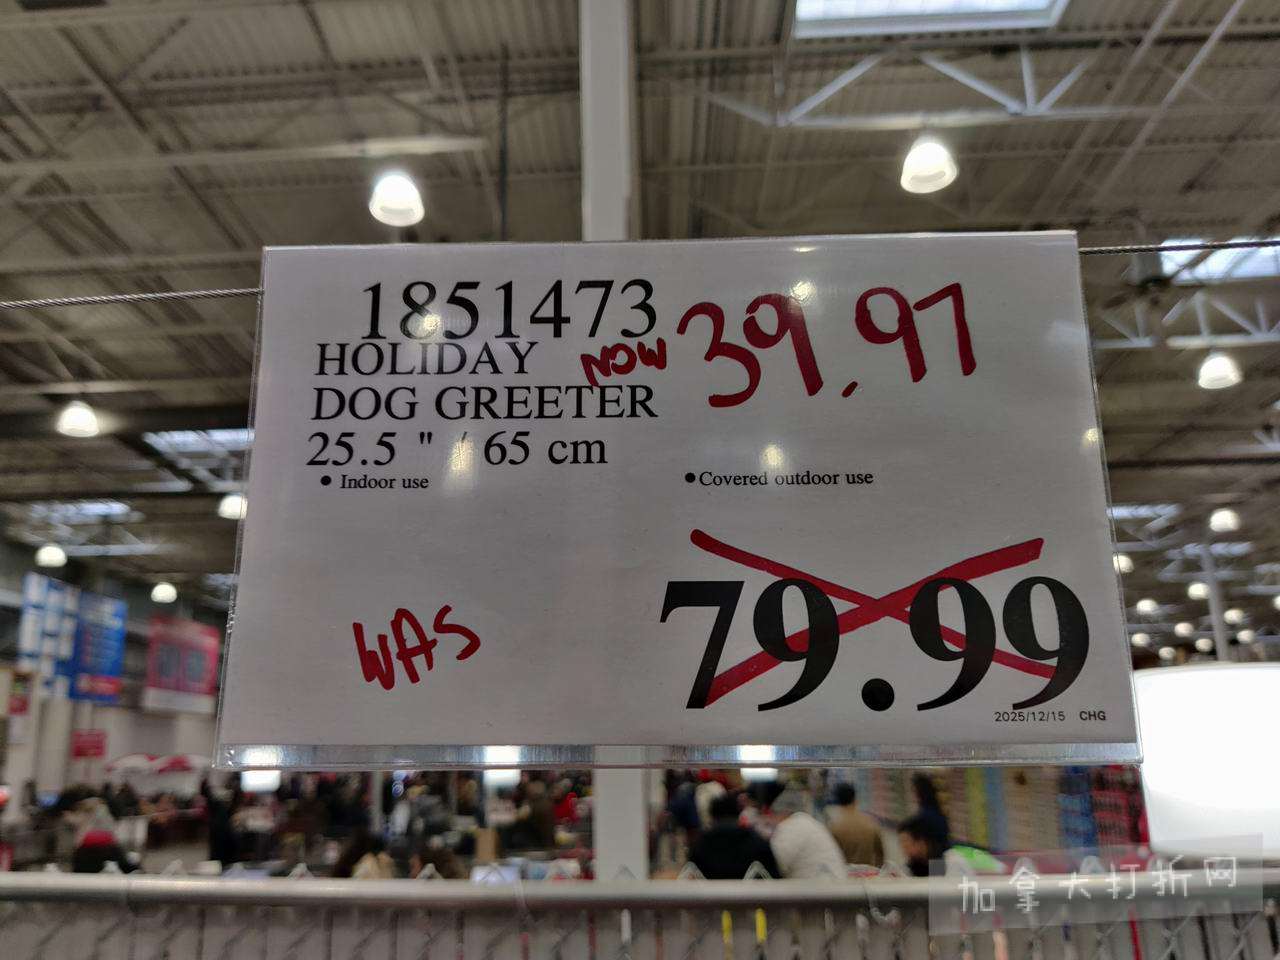 1851473
HOLIDAY
DOG GREETER
25.5 " / 65 cm
NOW 39.97
• Indoor use
• Covered outdoor use
WAS
79.99
2025/12/15 CHG
加拿大打折网